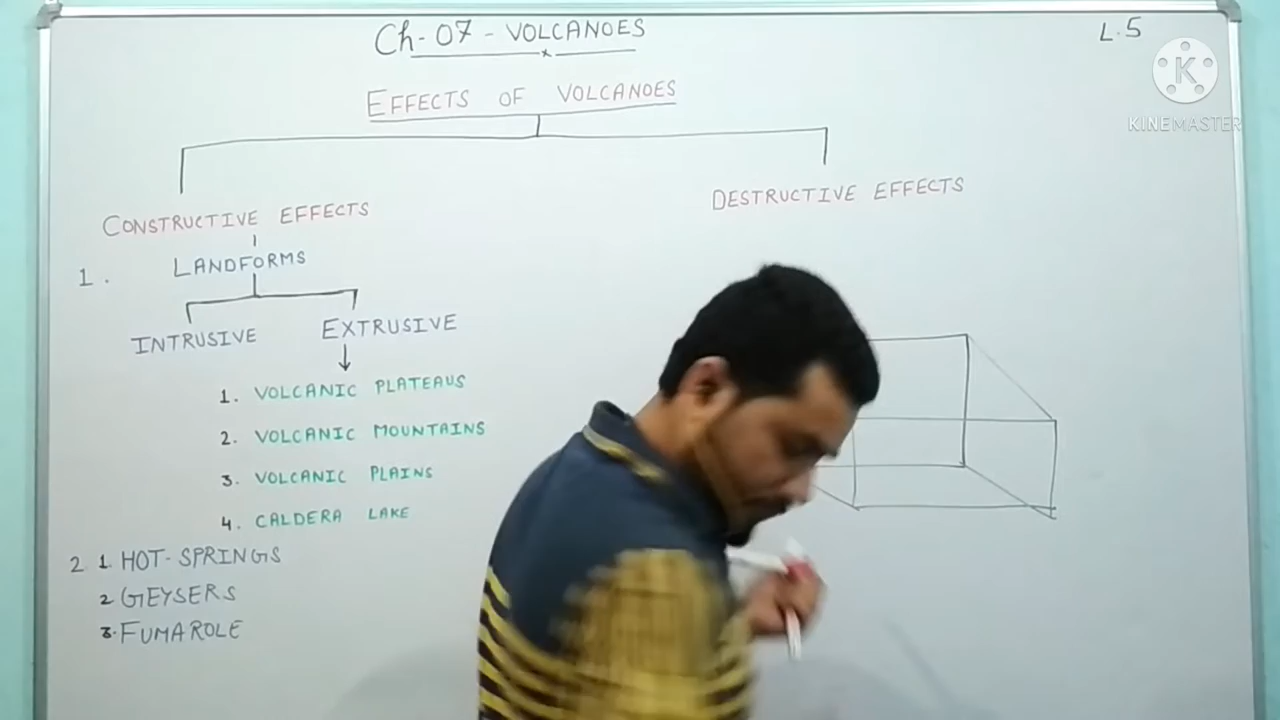 Ch-07-VOLCANOES
L.5
K
KINEMASTER
EFFECTS OF VOLCANOES
CONSTRUCTIVE EFFECTS
DESTRUCTIVE EFFECTS
1. LANDFORMS
INTRUSIVE EXTRUSIVE
1. VOLCANIC PLATEAUS
2. VOLCANIC MOUNTAINS
3. VOLCANIC PLAINS
4. CALDERA LAKE
2 1. HOT-SPRINGS
2 GEYSERS
3. FUMAROLE